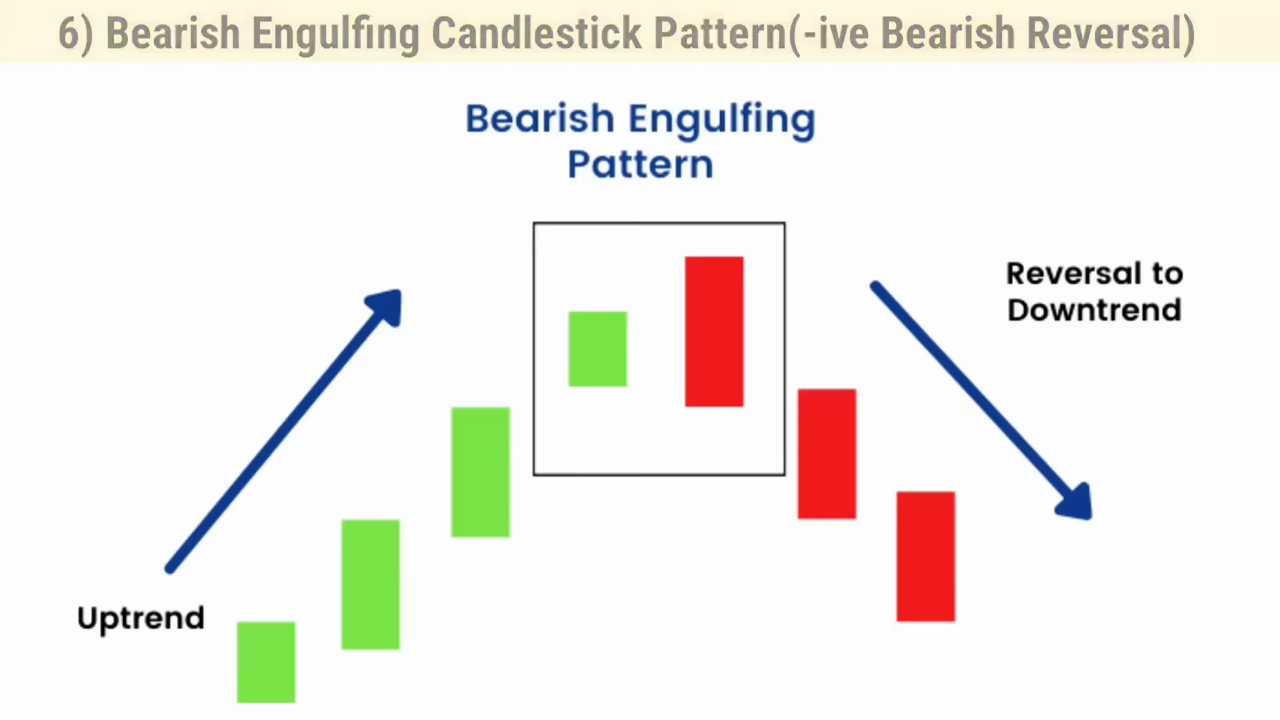 6) Bearish Engulfing Candlestick Pattern(-ive Bearish Reversal)
Bearish Engulfing
Pattern
Reversal to
Downtrend
Uptrend